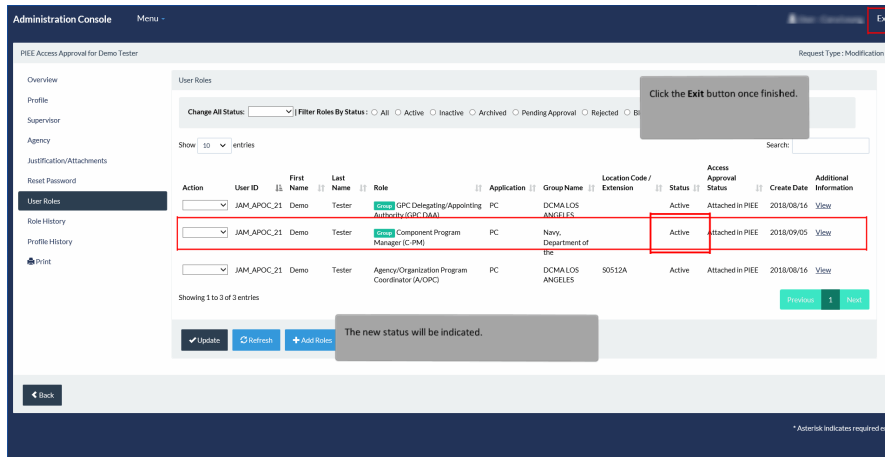 Administration Console Menu
PIEE Access Approval for Demo Tester Request Type : Modification
Overview
Profile
Supervisor
Agency
Justification/Attachments
Reset Password
User Roles
Role History
Profile History
Print
User Roles
Click the Exit button once finished.
Change All Status: | Filter Roles By Status : All Active Inactive Archived Pending Approval Rejected
Show 10 entries Search:
Action User ID First Name Last Name Role Application Group Name Location Code / Extension Status Access Approval Status Create Date Additional Information
JAM_APOC_21 Demo Tester Group GPC Delegating/Appointing Authority (GPC DAA) PC DCMA LOS ANGELES Active Attached in PIEE 2018/08/16 View
JAM_APOC_21 Demo Tester Group Component Program Manager (C-PM) PC Navy, Department of the Active Attached in PIEE 2018/09/05 View
JAM_APOC_21 Demo Tester Agency/Organization Program Coordinator (A/OPC) PC DCMA LOS ANGELES S0512A Active Attached in PIEE 2018/08/16 View
Showing 1 to 3 of 3 entries Previous 1 Next
Update Refresh + Add Roles
The new status will be indicated.
Back
* Asterisk indicates required